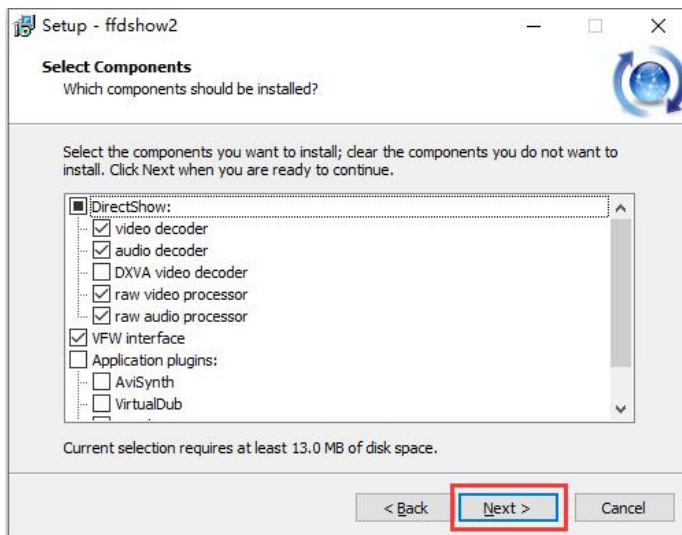 Setup - ffdshow2
Select Components
Which components should be installed?
Select the components you want to install; clear the components you do not want to
install. Click Next when you are ready to continue.
DirectShow:
video decoder
audio decoder
DXVA video decoder
raw video processor
raw audio processor
VFW interface
Application plugins:
AviSynth
VirtualDub
Current selection requires at least 13.0 MB of disk space.
< Back Next > Cancel